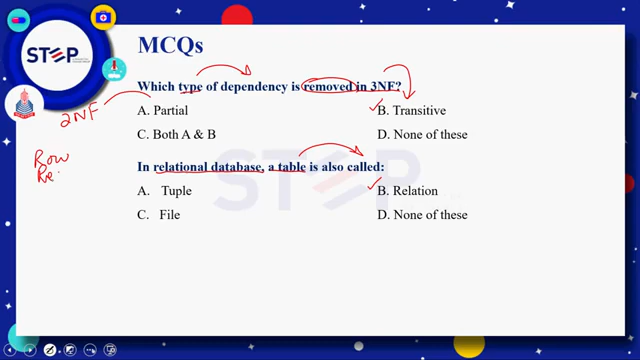 STEP
MCQs
Which type of dependency is removed in 3NF?
A. Partial
B. Transitive
2NF
C. Both A & B
D. None of these
Row
Re
In relational database, a table is also called:
A. Tuple
B. Relation
C. File
D. None of these
STEP